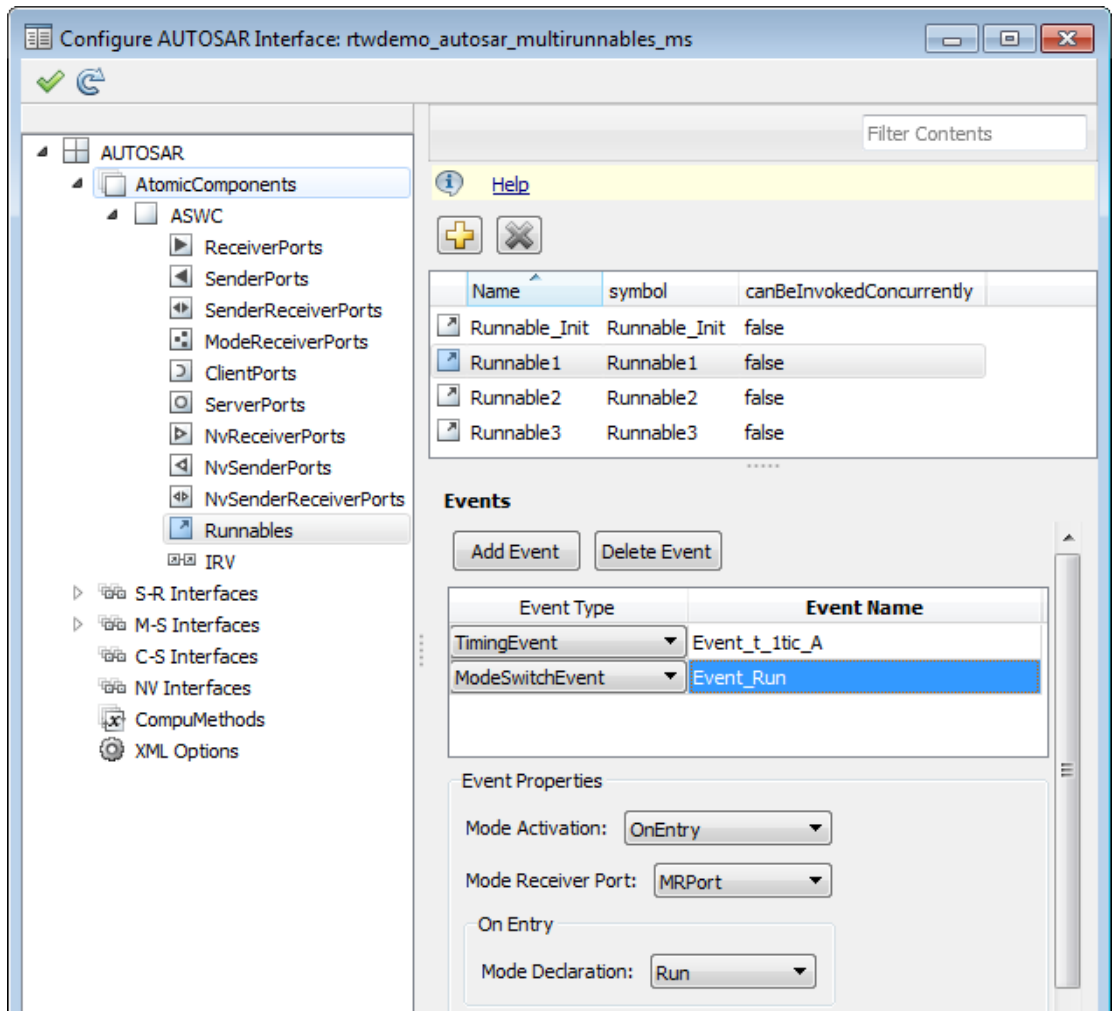 Configure AUTOSAR Interface: rtwdemo_autosar_multirunnables_ms
Filter Contents
AUTOSAR
AtomicComponents
ASWC
ReceiverPorts
SenderPorts
SenderReceiverPorts
ModeReceiverPorts
ClientPorts
ServerPorts
NvReceiverPorts
NvSenderPorts
NvSenderReceiverPorts
Runnables
IRV
S-R Interfaces
M-S Interfaces
C-S Interfaces
NV Interfaces
CompuMethods
XML Options
Help
Name symbol canBeInvokedConcurrently
Runnable_Init Runnable_Init false
Runnable1 Runnable1 false
Runnable2 Runnable2 false
Runnable3 Runnable3 false
Events
Add Event Delete Event
Event Type Event Name
TimingEvent Event_t_1tic_A
ModeSwitchEvent Event_Run
Event Properties
Mode Activation: OnEntry
Mode Receiver Port: MRPort
On Entry
Mode Declaration: Run